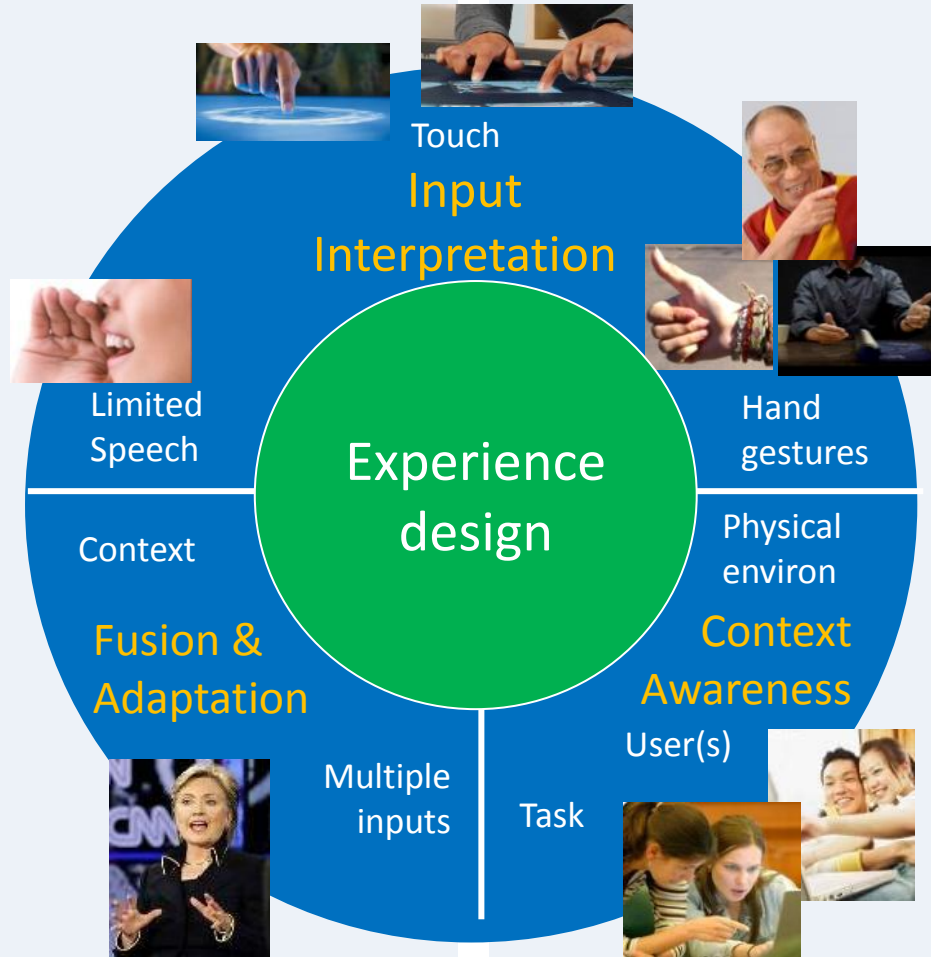 Touch
Input
Interpretation
Limited
Speech
Hand
gestures
Experience
design
Context
Physical
environ
Fusion &
Adaptation
Context
Awareness
User(s)
Multiple
inputs
Task
CNN